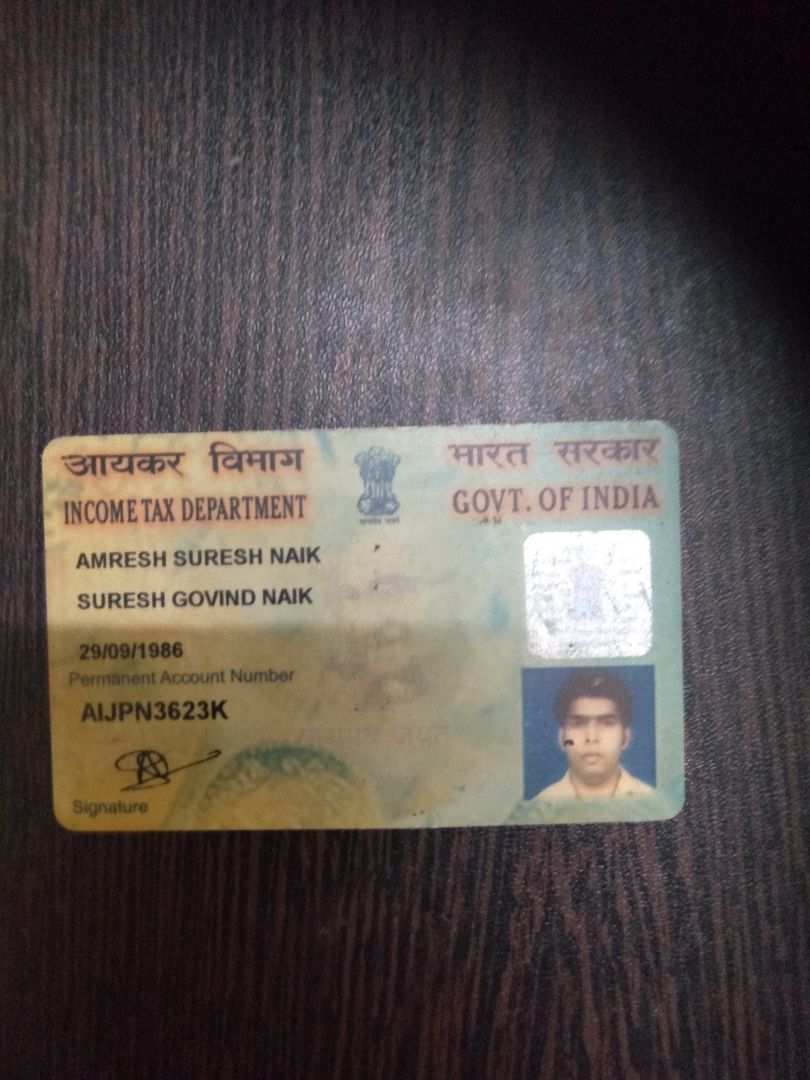 आयकर विभाग
भारत सरकार
INCOME TAX DEPARTMENT
GOVT. OF INDIA
AMRESH SURESH NAIK
SURESH GOVIND NAIK
29/09/1986
Permanent Account Number
AIJPN3623K
Signature